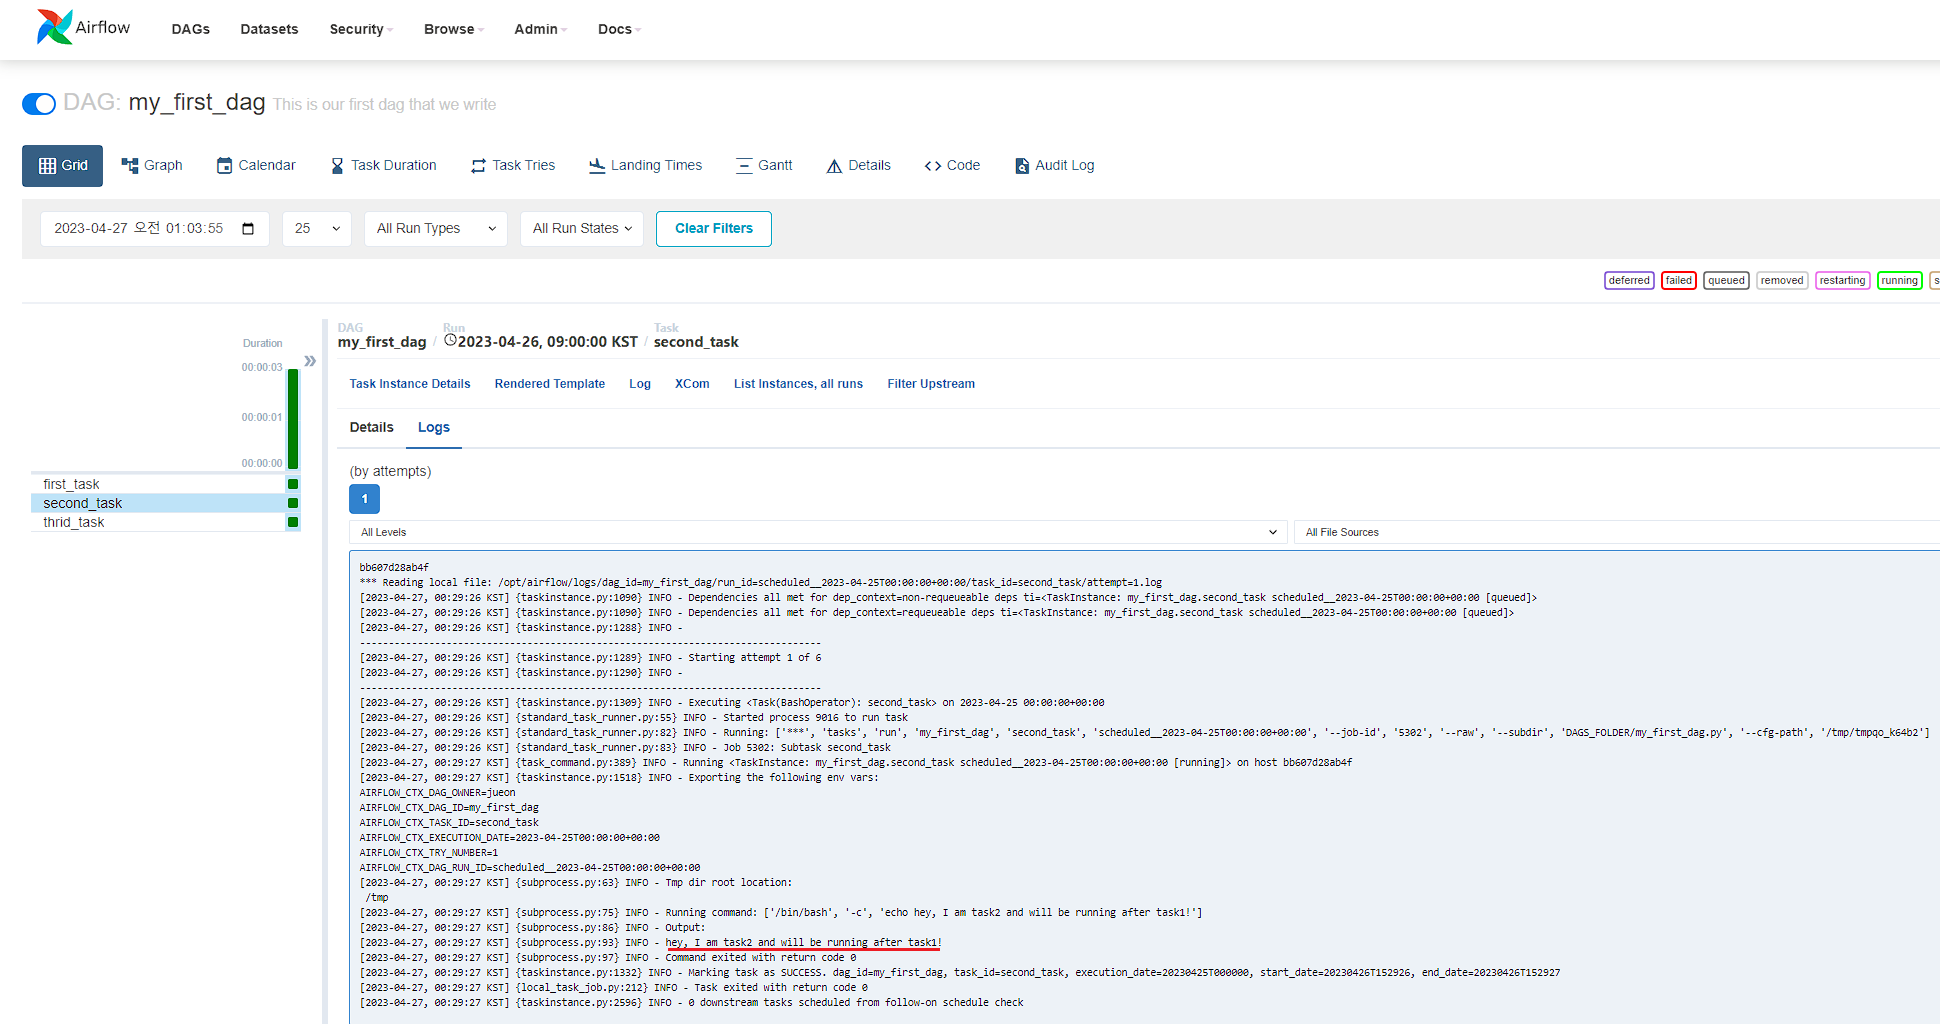 Airflow DAGs Datasets Security Browse Admin Docs
DAG: my_first_dag This is our first dag that we write
Grid Graph Calendar Task Duration Task Tries Landing Times Gantt Details Code Audit Log
2023-04-27 오전 01:03:55 25 All Run Types All Run States Clear Filters
deferred failed queued removed restarting running s
DAG Run Task
my_first_dag / 2023-04-26, 09:00:00 KST / second_task
Duration
00:00:03
00:00:01
00:00:00
first_task
second_task
thrid_task
Task Instance Details Rendered Template Log XCom List Instances, all runs Filter Upstream
Details Logs
(by attempts)
1
All Levels All File Sources
bb607d28ab4f
*** Reading local file: /opt/airflow/logs/dag_id=my_first_dag/run_id=scheduled__2023-04-25T00:00:00+00:00/task_id=second_task/attempt=1.log
[2023-04-27, 00:29:26 KST] {taskinstance.py:1090} INFO - Dependencies all met for dep_context=non-requeueable deps ti=<TaskInstance: my_first_dag.second_task scheduled__2023-04-25T00:00:00+00:00 [queued]>
[2023-04-27, 00:29:26 KST] {taskinstance.py:1090} INFO - Dependencies all met for dep_context=requeueable deps ti=<TaskInstance: my_first_dag.second_task scheduled__2023-04-25T00:00:00+00:00 [queued]>
[2023-04-27, 00:29:26 KST] {taskinstance.py:1288} INFO -
--------------------------------------------------------------------------------
[2023-04-27, 00:29:26 KST] {taskinstance.py:1289} INFO - Starting attempt 1 of 6
[2023-04-27, 00:29:26 KST] {taskinstance.py:1290} INFO -
--------------------------------------------------------------------------------
[2023-04-27, 00:29:26 KST] {taskinstance.py:1309} INFO - Executing <Task(BashOperator): second_task> on 2023-04-25 00:00:00+00:00
[2023-04-27, 00:29:26 KST] {standard_task_runner.py:55} INFO - Started process 9016 to run task
[2023-04-27, 00:29:26 KST] {standard_task_runner.py:82} INFO - Running: ['***', 'tasks', 'run', 'my_first_dag', 'second_task', 'scheduled__2023-04-25T00:00:00+00:00', '--job-id', '5302', '--raw', '--subdir', 'DAGS_FOLDER/my_first_dag.py', '--cfg-path', '/tmp/tmpqo_k64b2']
[2023-04-27, 00:29:26 KST] {standard_task_runner.py:83} INFO - Job 5302: Subtask second_task
[2023-04-27, 00:29:27 KST] {task_command.py:389} INFO - Running <TaskInstance: my_first_dag.second_task scheduled__2023-04-25T00:00:00+00:00 [running]> on host bb607d28ab4f
[2023-04-27, 00:29:27 KST] {taskinstance.py:1518} INFO - Exporting the following env vars:
AIRFLOW_CTX_DAG_OWNER=jueon
AIRFLOW_CTX_DAG_ID=my_first_dag
AIRFLOW_CTX_TASK_ID=second_task
AIRFLOW_CTX_EXECUTION_DATE=2023-04-25T00:00:00+00:00
AIRFLOW_CTX_TRY_NUMBER=1
AIRFLOW_CTX_DAG_RUN_ID=scheduled__2023-04-25T00:00:00+00:00
[2023-04-27, 00:29:27 KST] {subprocess.py:63} INFO - Tmp dir root location:
/tmp
[2023-04-27, 00:29:27 KST] {subprocess.py:75} INFO - Running command: ['/bin/bash', '-c', 'echo hey, I am task2 and will be running after task1!']
[2023-04-27, 00:29:27 KST] {subprocess.py:86} INFO - Output:
[2023-04-27, 00:29:27 KST] {subprocess.py:93} INFO - hey, I am task2 and will be running after task1!
[2023-04-27, 00:29:27 KST] {subprocess.py:97} INFO - Command exited with return code 0
[2023-04-27, 00:29:27 KST] {taskinstance.py:1332} INFO - Marking task as SUCCESS. dag_id=my_first_dag, task_id=second_task, execution_date=20230425T000000, start_date=20230426T152926, end_date=20230426T152927
[2023-04-27, 00:29:27 KST] {local_task_job.py:212} INFO - Task exited with return code 0
[2023-04-27, 00:29:27 KST] {taskinstance.py:2596} INFO - 0 downstream tasks scheduled from follow-on schedule check